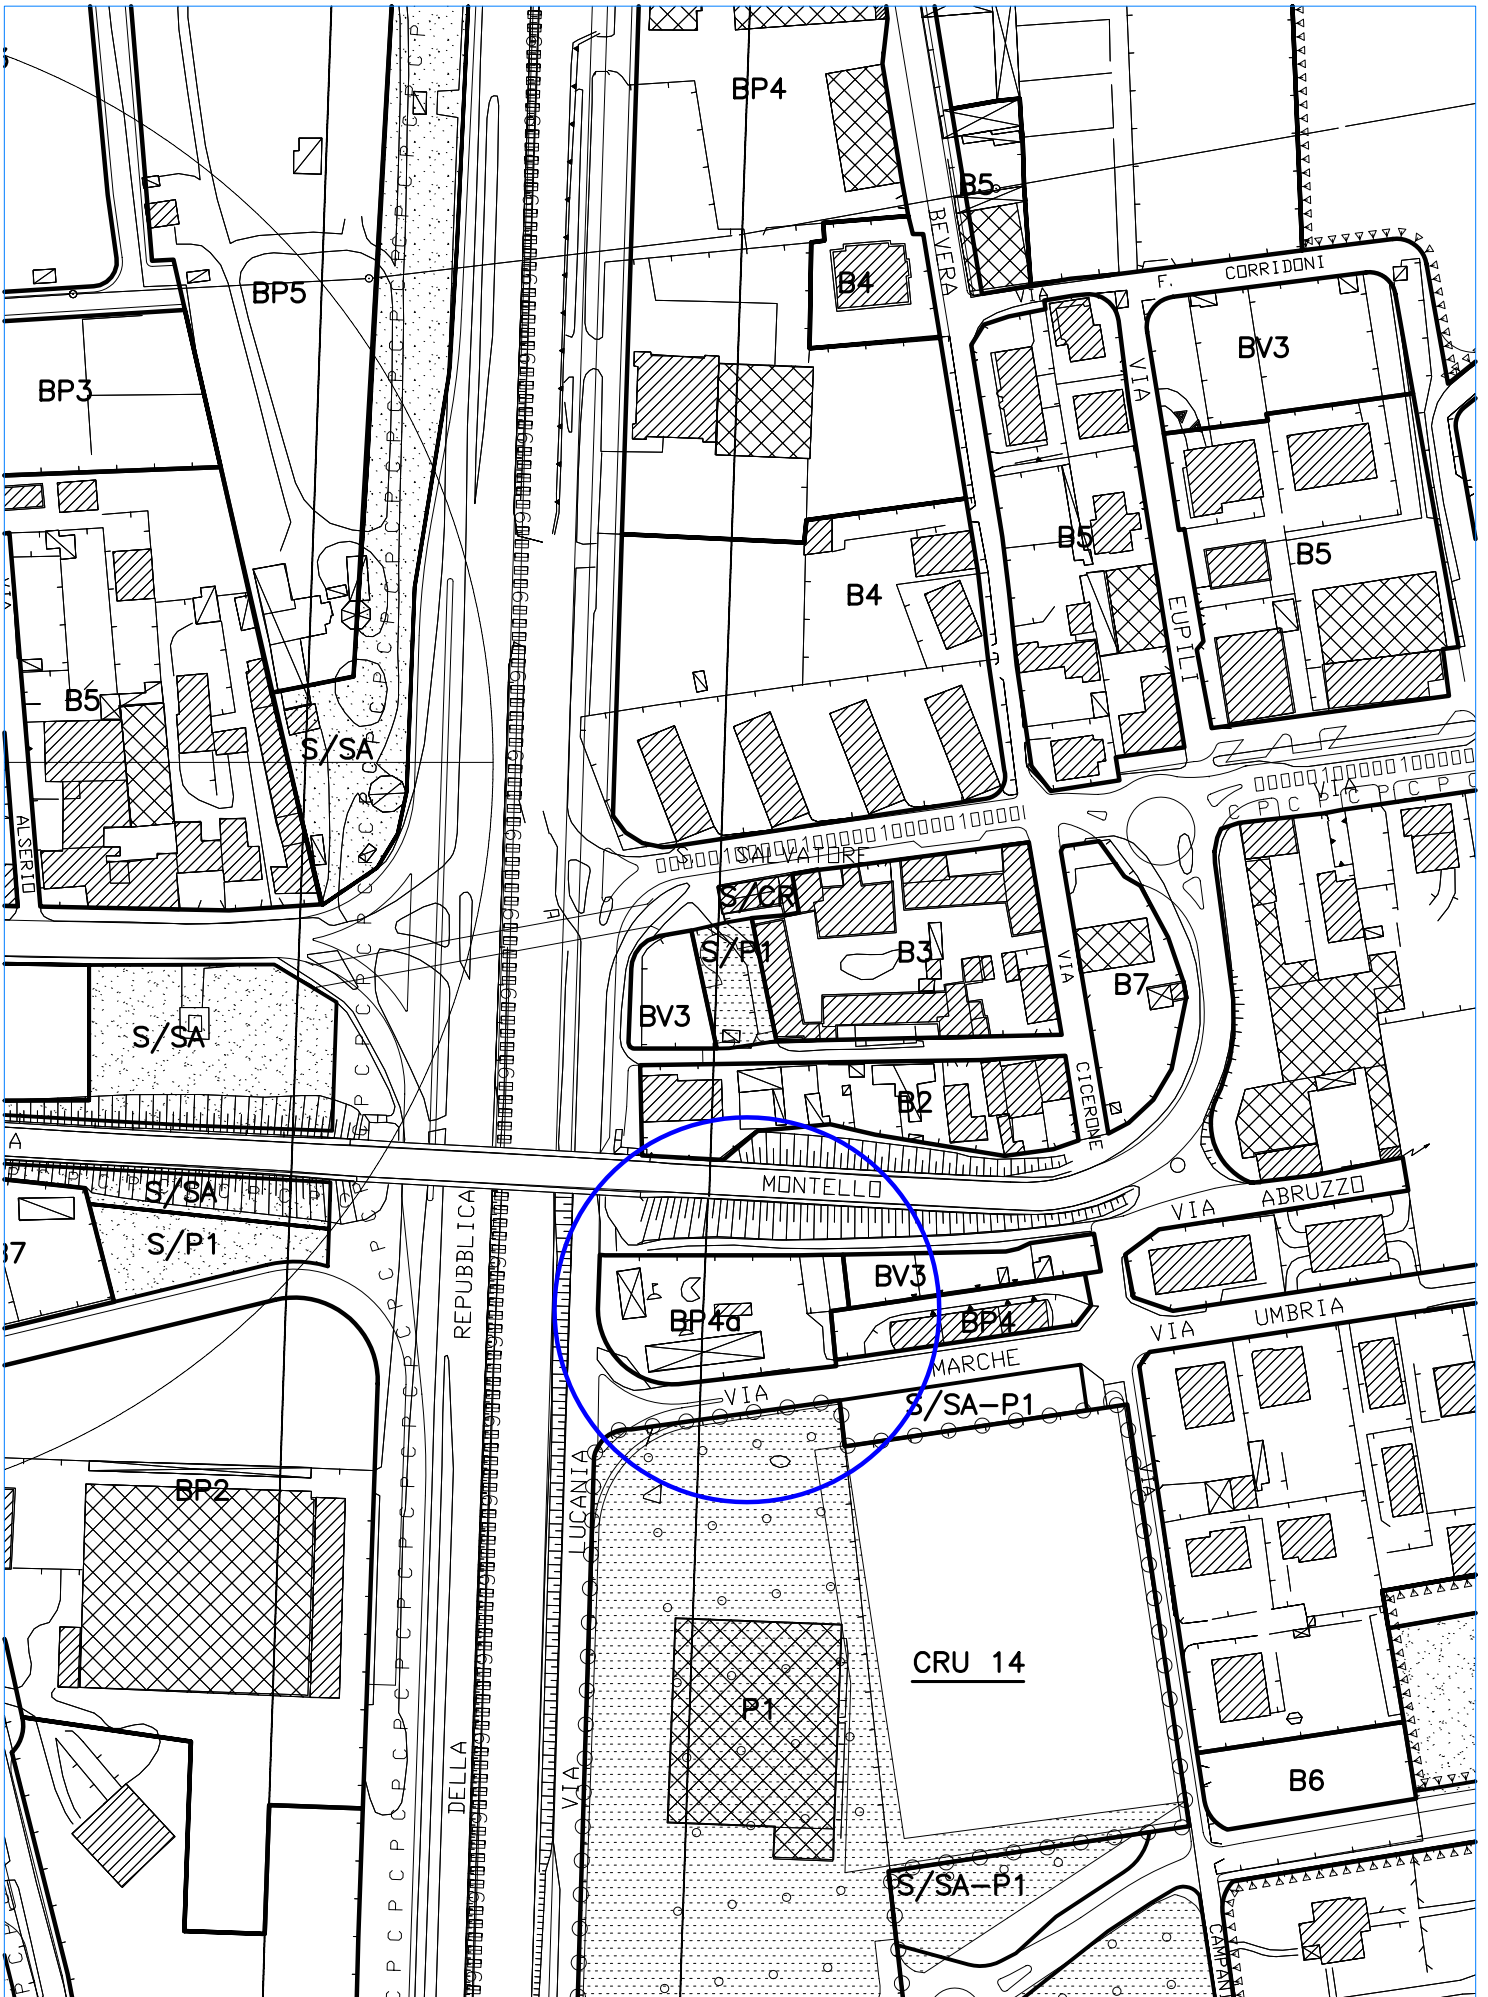 BP4
B5
BEVERA
B4
BP5
VIA
F.
CORRIDONI
BV3
VIA
BP3
B5
B5
B4
EUPILI
B5
S/SA
VIA
ALSERIO
S.
SALVATORE
S/CR
S/P1
B3
VIA
B7
BV3
S/SA
B2
CICERONE
A
MONTELLO
S/SA
VIA
ABRUZZO
S/P1
REPUBBLICA
BV3
BP4a
BP4
UMBRIA
VIA
MARCHE
VIA
S/SA-P1
BP2
LUCANIA
VIA
CRU 14
P1
B6
DELLA
VIA
S/SA-P1